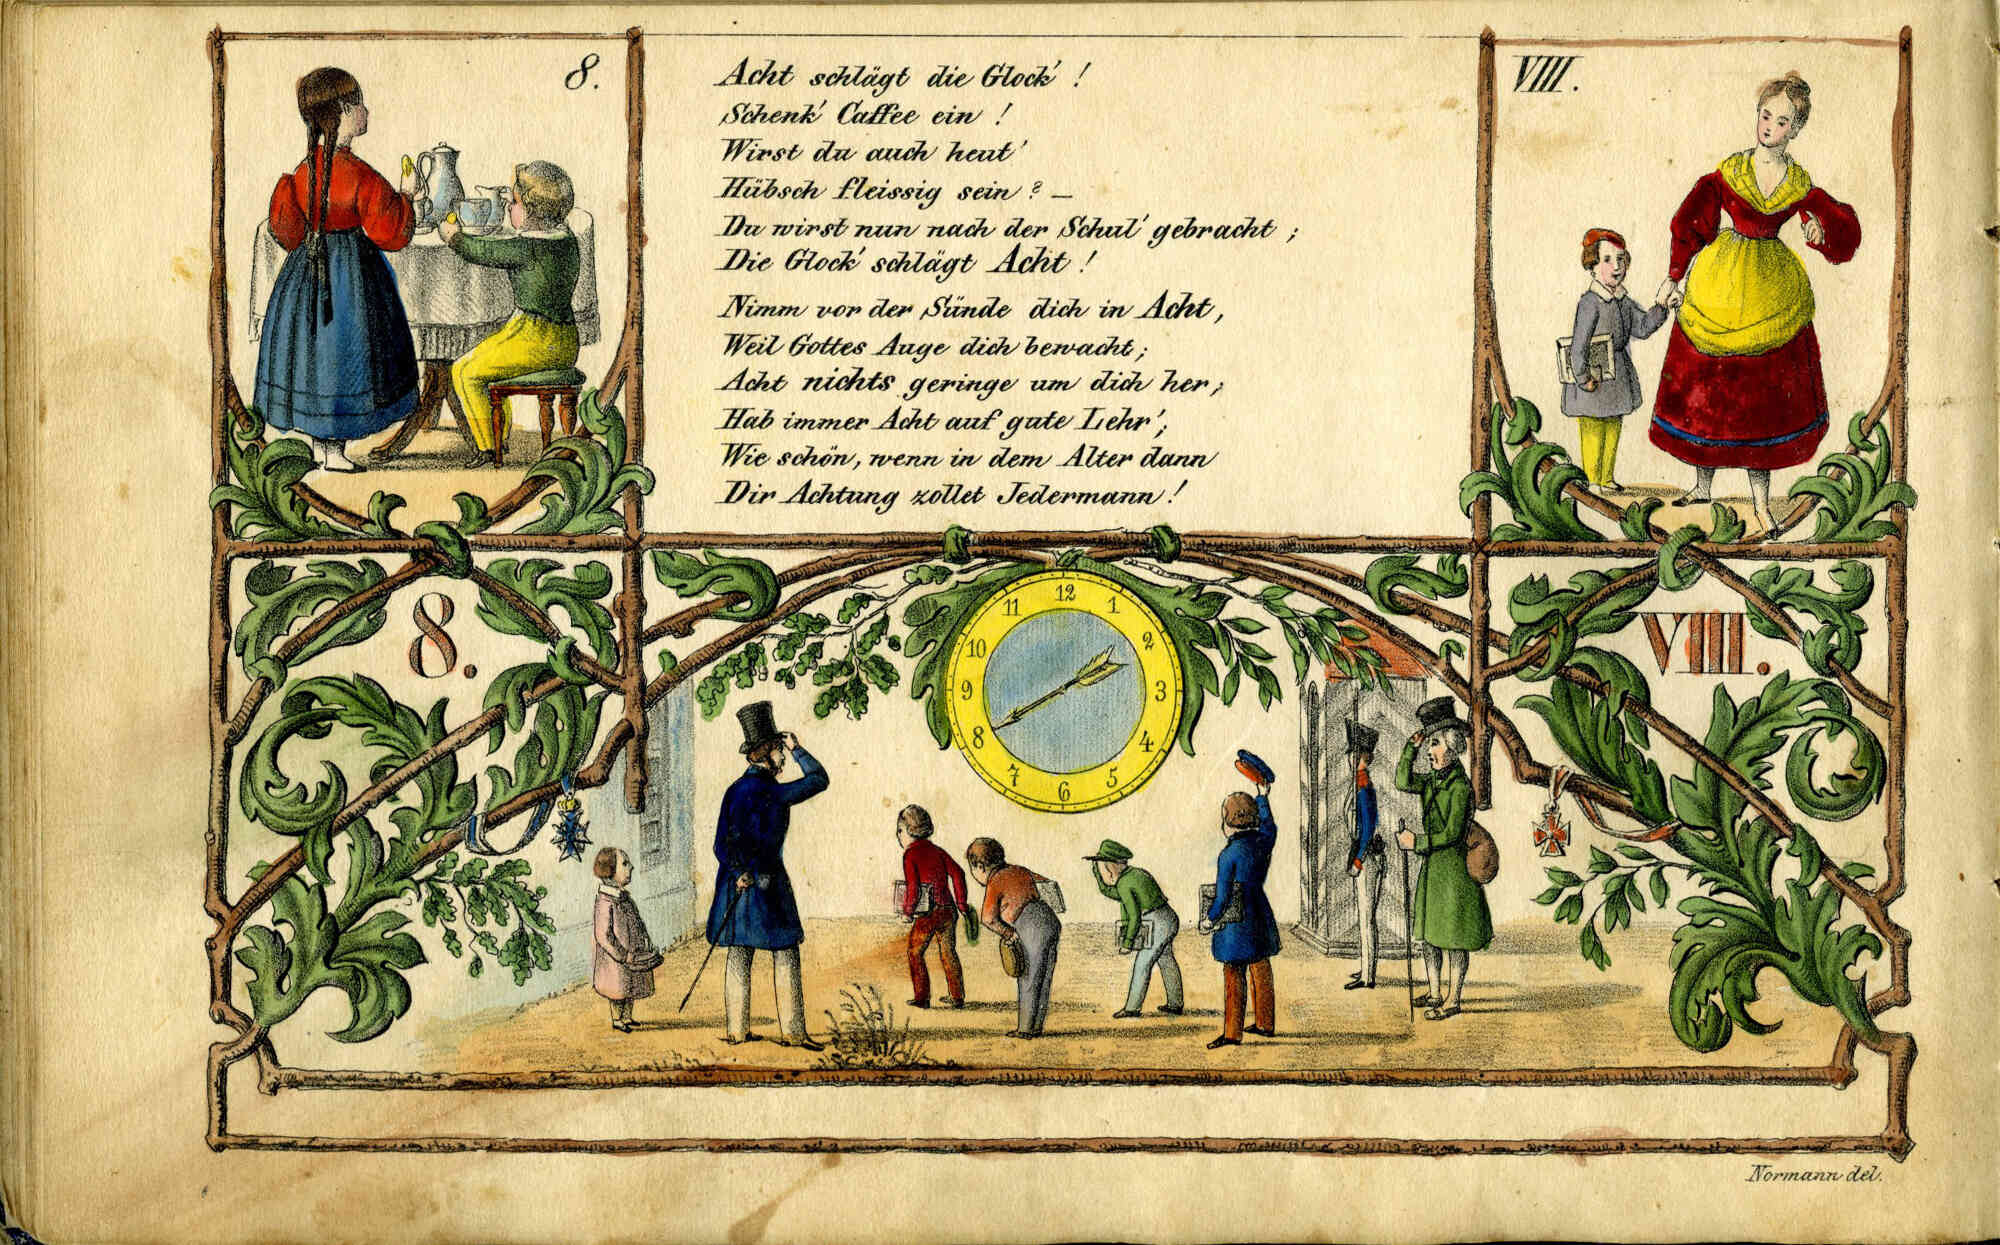 8.
Acht schlägt die Glock' !
Schenk' Caffee ein !
Wirst du auch heut'
Hübsch fleissig sein ? —
Du wirst nun nach der Schul' gebracht ;
Die Glock' schlägt Acht !
Nimm vor der Sünde dich in Acht,
Weil Gottes Auge dich bewacht ;
Acht nichts geringe um dich her ;
Hab immer Acht auf gute Lehr' ;
Wie schön, wenn in dem Alter dann
Dir Achtung zollet Jedermann !
VIII.
8.
12
1
2
3
4
5
6
7
8
9
10
11
VIII.
Normann del.